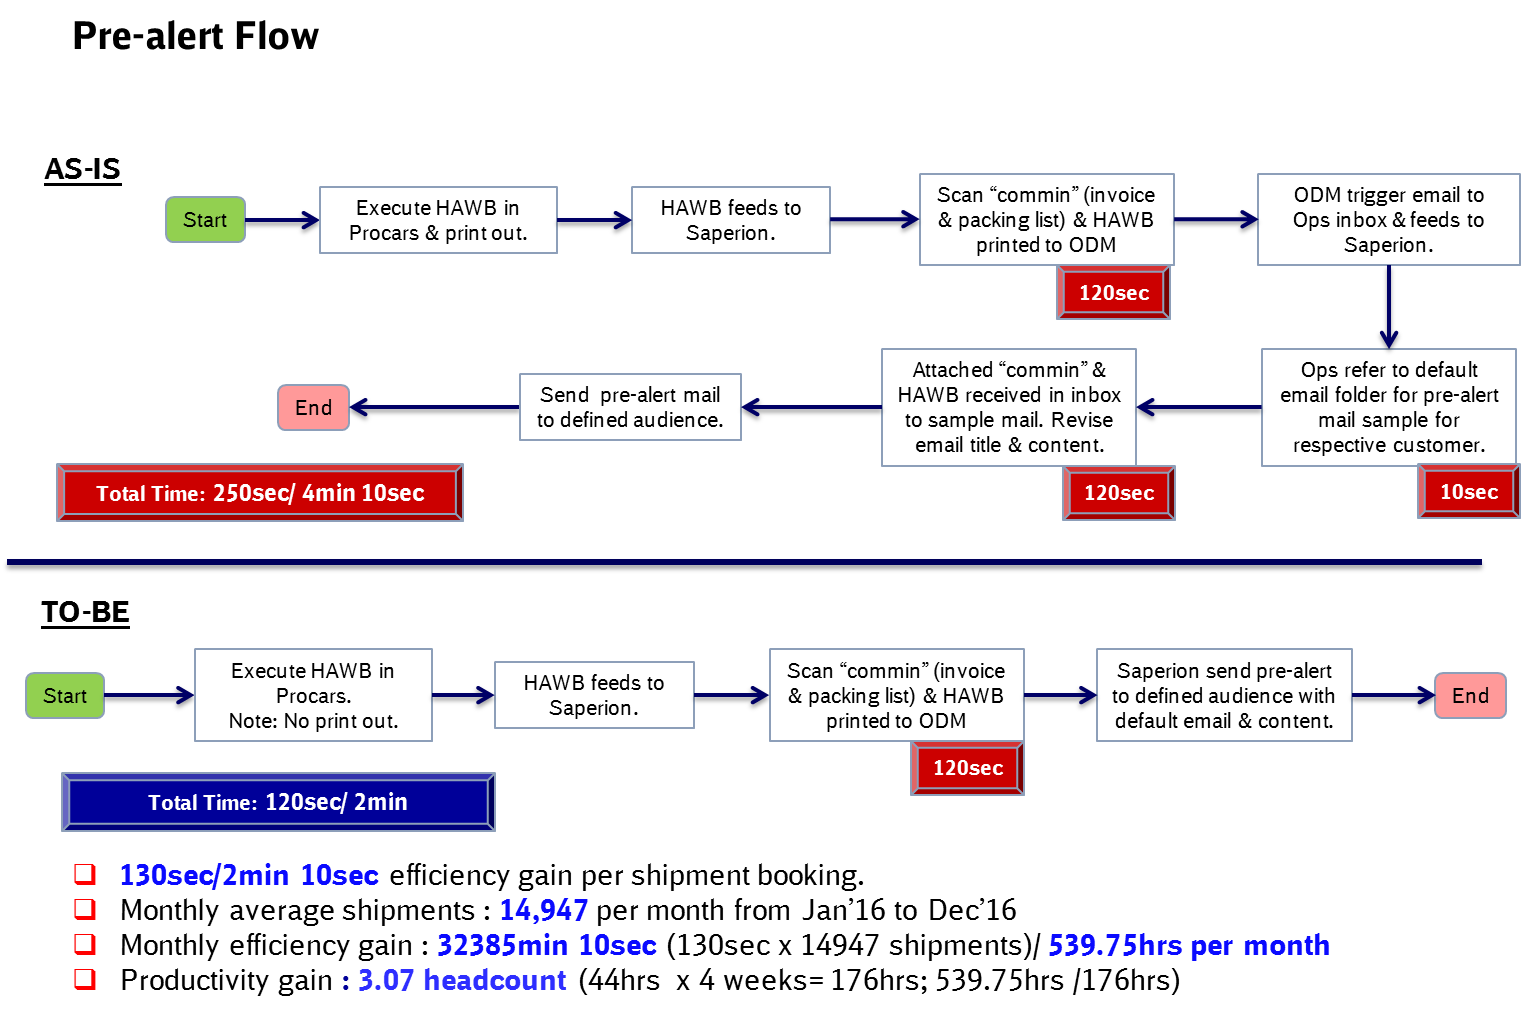 Pre-alert Flow
AS-IS
Start
Execute HAWB in
Procars & print out.
HAWB feeds to
Saperion.
Scan “commin” (invoice
& packing list) & HAWB
printed to ODM
120sec
ODM trigger email to
Ops inbox & feeds to
Saperion.
Ops refer to default
email folder for pre-alert
mail sample for
respective customer.
10sec
Attached “commin” &
HAWB received in inbox
to sample mail. Revise
email title & content.
120sec
Send pre-alert mail
to defined audience.
End
Total Time: 250sec/ 4min 10sec
TO-BE
Start
Execute HAWB in
Procars.
Note: No print out.
HAWB feeds to
Saperion.
Scan “commin” (invoice
& packing list) & HAWB
printed to ODM
120sec
Saperion send pre-alert
to defined audience with
default email & content.
End
Total Time: 120sec/ 2min
130sec/2min 10sec efficiency gain per shipment booking.
Monthly average shipments : 14,947 per month from Jan’16 to Dec’16
Monthly efficiency gain : 32385min 10sec (130sec x 14947 shipments)/ 539.75hrs per month
Productivity gain : 3.07 headcount (44hrs x 4 weeks= 176hrs; 539.75hrs /176hrs)